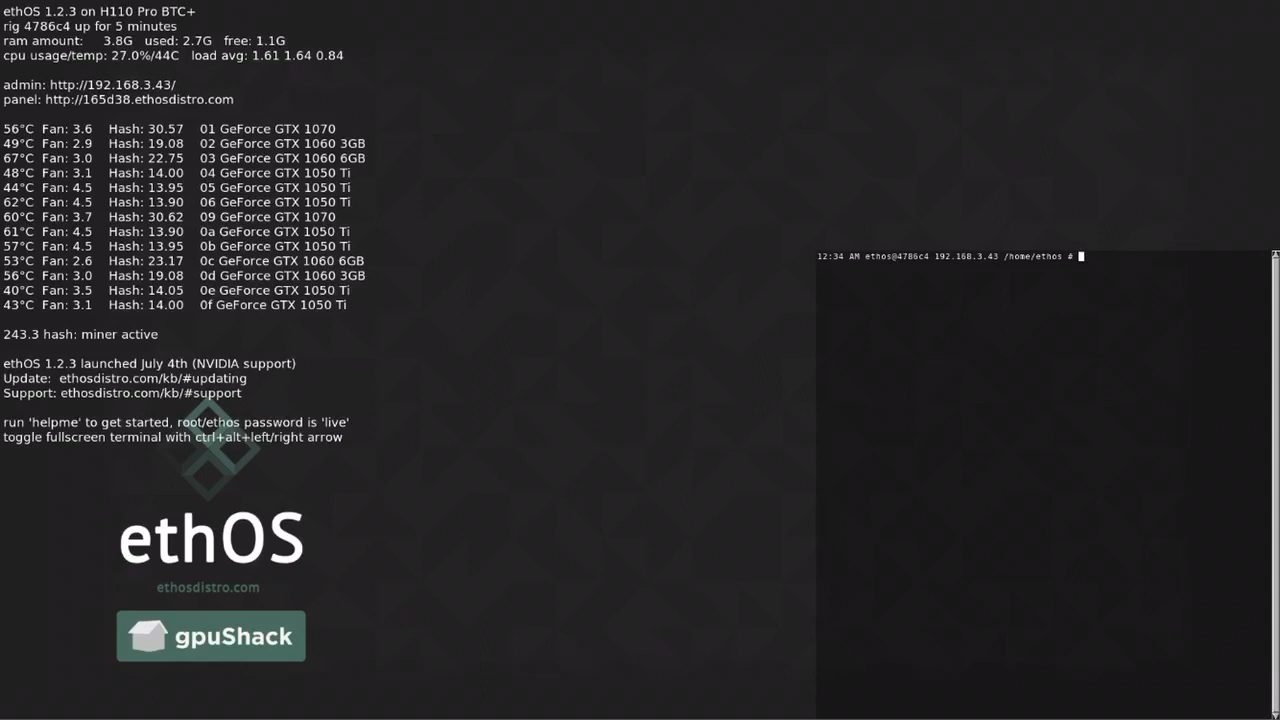 ethOS 1.2.3 on H110 Pro BTC+
rig 4786c4 up for 5 minutes
ram amount: 3.8G used: 2.7G free: 1.1G
cpu usage/temp: 27.0%/44C load avg: 1.61 1.64 0.84
admin: http://192.168.3.43/
panel: http://165d38.ethosdistro.com
56°C Fan: 3.6 Hash: 30.57 01 GeForce GTX 1070
49°C Fan: 2.9 Hash: 19.08 02 GeForce GTX 1060 3GB
67°C Fan: 3.0 Hash: 22.75 03 GeForce GTX 1060 6GB
48°C Fan: 3.1 Hash: 14.00 04 GeForce GTX 1050 Ti
44°C Fan: 4.5 Hash: 13.95 05 GeForce GTX 1050 Ti
62°C Fan: 4.5 Hash: 13.90 06 GeForce GTX 1050 Ti
60°C Fan: 3.7 Hash: 30.62 09 GeForce GTX 1070
61°C Fan: 4.5 Hash: 13.90 0a GeForce GTX 1050 Ti
57°C Fan: 4.5 Hash: 13.95 0b GeForce GTX 1050 Ti
53°C Fan: 2.6 Hash: 23.17 0c GeForce GTX 1060 6GB
56°C Fan: 3.0 Hash: 19.08 0d GeForce GTX 1060 3GB
40°C Fan: 3.5 Hash: 14.05 0e GeForce GTX 1050 Ti
43°C Fan: 3.1 Hash: 14.00 0f GeForce GTX 1050 Ti
243.3 hash: miner active
ethOS 1.2.3 launched July 4th (NVIDIA support)
Update: ethosdistro.com/kb/#updating
Support: ethosdistro.com/kb/#support
run 'helpme' to get started, root/ethos password is 'live'
toggle fullscreen terminal with ctrl+alt+left/right arrow
ethOS
ethosdistro.com
gpuShack
12:34 AM ethos@4786c4 192.168.3.43 /home/ethos #